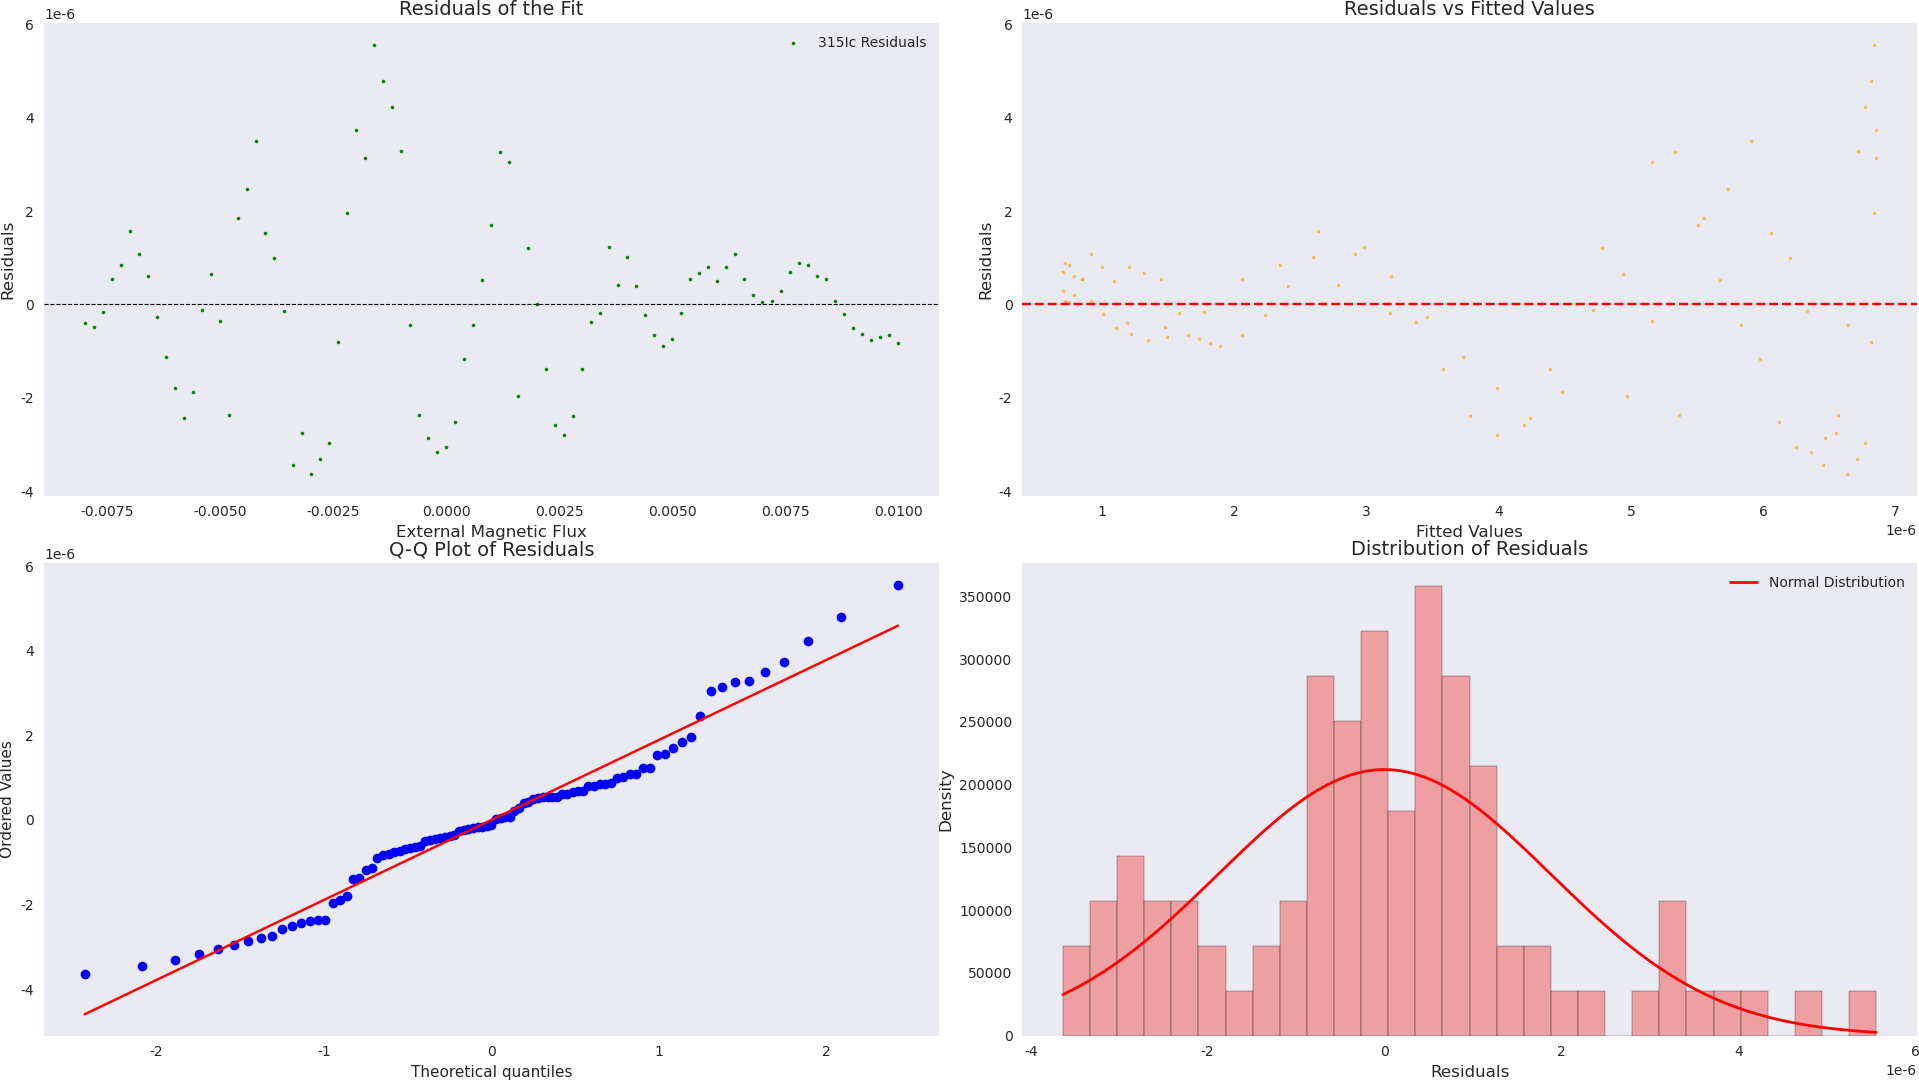 Residuals of the Fit
1e-6
315Ic Residuals
6
4
2
0
-2
-4
Residuals
-0.0075 -0.0050 -0.0025 0.0000 0.0025 0.0050 0.0075 0.0100
External Magnetic Flux
Residuals vs Fitted Values
1e-6
6
4
2
0
-2
-4
Residuals
1 2 3 4 5 6 7
1e-6
Fitted Values
Q-Q Plot of Residuals
1e-6
6
4
2
0
-2
-4
Ordered Values
-2 -1 0 1 2
Theoretical quantiles
Distribution of Residuals
Normal Distribution
350000
300000
250000
200000
150000
100000
50000
0
Density
-4 -2 0 2 4 6
1e-6
Residuals